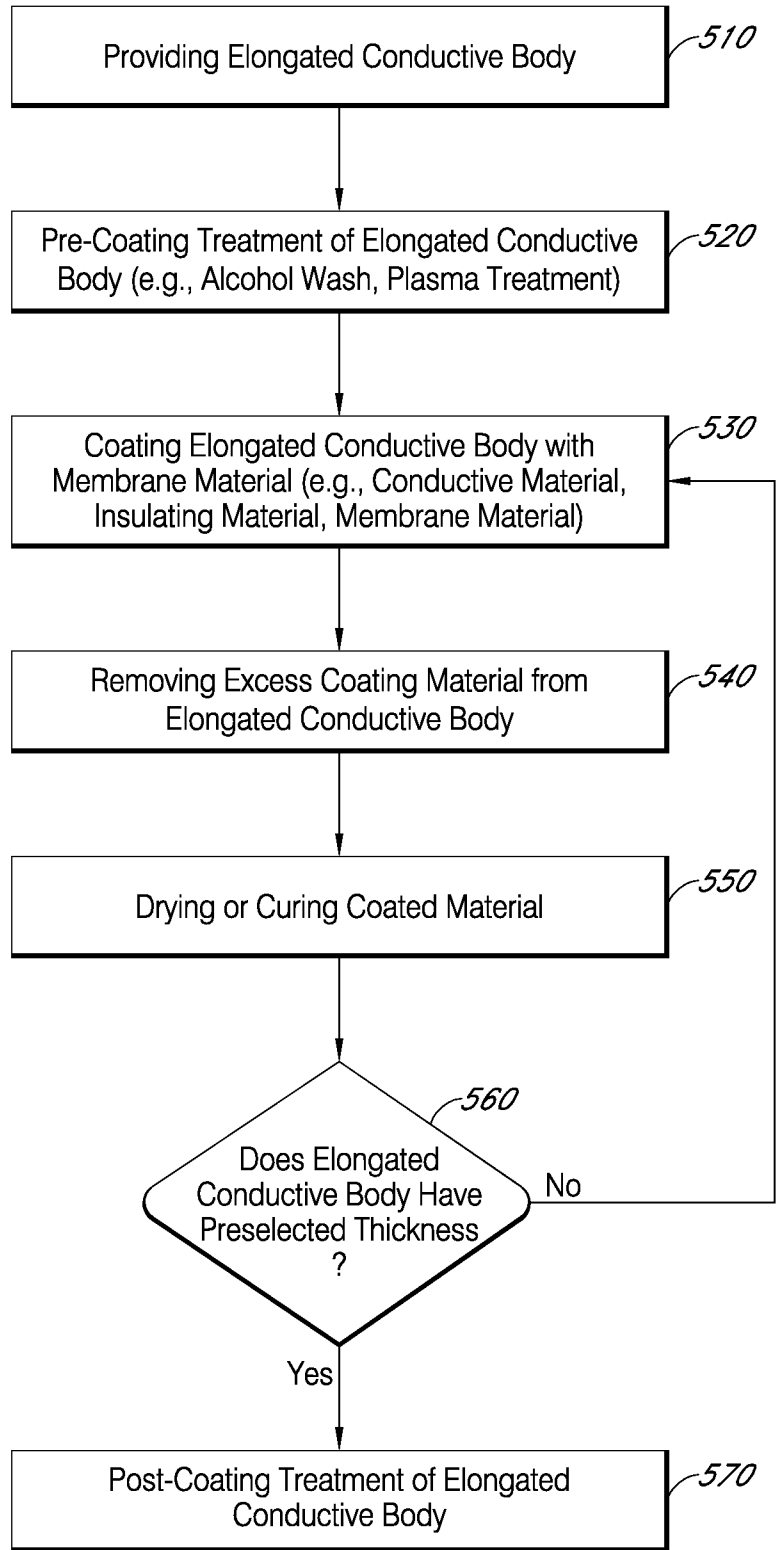 Providing Elongated Conductive Body
510
Pre-Coating Treatment of Elongated Conductive
Body (e.g., Alcohol Wash, Plasma Treatment)
520
Coating Elongated Conductive Body with
Membrane Material (e.g., Conductive Material,
Insulating Material, Membrane Material)
530
Removing Excess Coating Material from
Elongated Conductive Body
540
Drying or Curing Coated Material
550
560
Does Elongated
Conductive Body Have
Preselected Thickness
?
No
Yes
Post-Coating Treatment of Elongated
Conductive Body
570